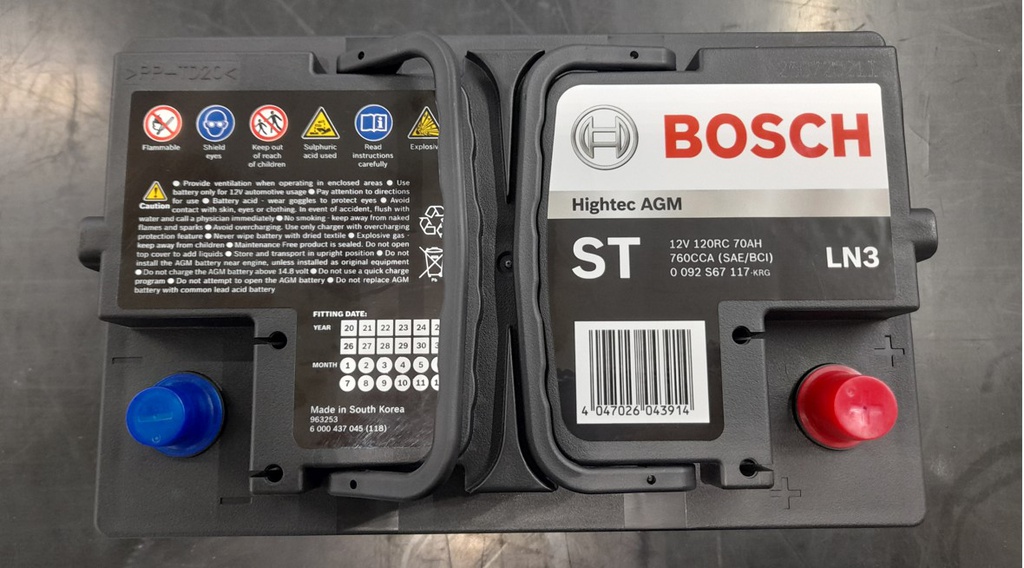 >PP-TD20<
Flammable
Shield
eyes
Keep out
of reach
of children
Sulphuric
acid used
Read
instructions
carefully
Explosiv
Caution
● Provide ventilation when operating in enclosed areas ● Use
battery only for 12V automotive usage ● Pay attention to directions
for use ● Battery acid - wear goggles to protect eyes ● Avoid
contact with skin, eyes or clothing. In event of accident, flush with
water and call a physician immediately ● No smoking - keep away from naked
flames and sparks ● Avoid overcharging. Use only charger with overcharging
protection feature ● Never wipe battery with dried textile ● Explosive gas -
keep away from children ● Maintenance Free product is sealed. Do not open
top cover to add liquids ● Store and transport in upright position ● Do not
install the AGM battery near engine, unless installed as original equipment
● Do not charge the AGM battery above 14.8 volt ● Do not use a quick charge
program ● Do not attempt to open the AGM battery ● Do not replace AGM
battery with common lead acid battery
FITTING DATE:
YEAR 20 21 22 23 24 2
26 27 28 29 30 3
MONTH 1 2 3 4 5
7 8 9 10 11 1
Made in South Korea
963253
6 000 437 045 (118)
BOSCH
Hightec AGM
ST
12V 120RC 70AH
760CCA (SAE/BCI)
0 092 S67 117-KRG
LN3
4 047026 043914